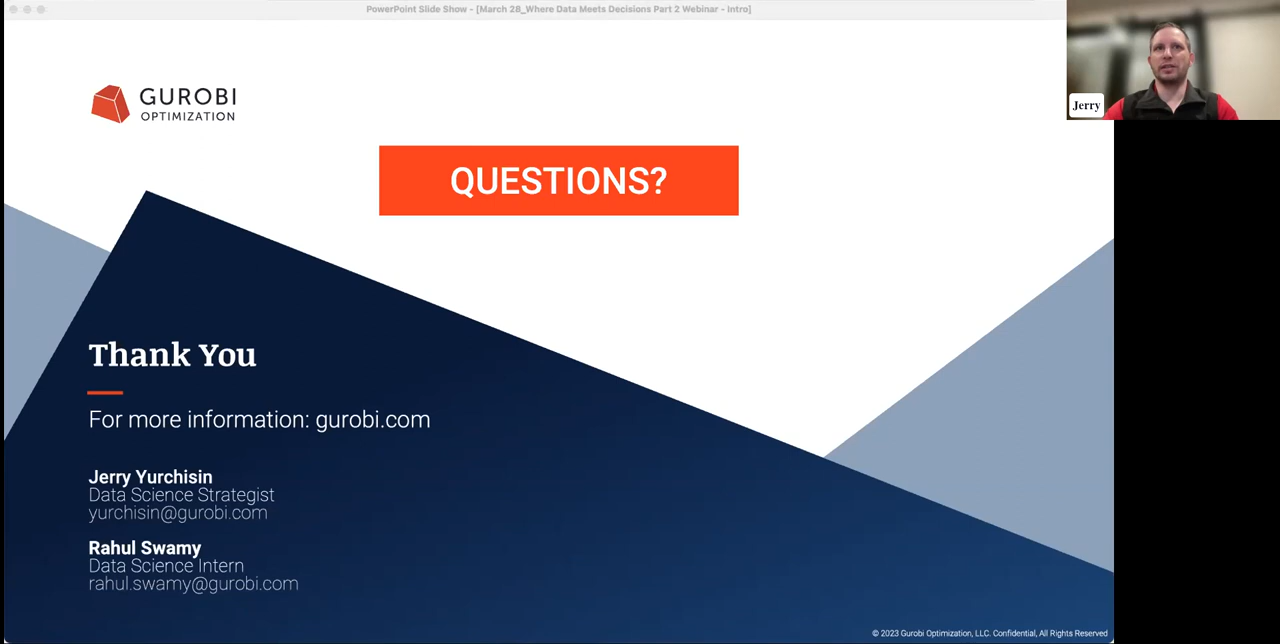 PowerPoint Slide Show - [March 28_Where Data Meets Decisions Part 2 Webinar - Intro]
Jerry
GUROBI
OPTIMIZATION
QUESTIONS?
Thank You
For more information: gurobi.com
Jerry Yurchisin
Data Science Strategist
yurchisin@gurobi.com
Rahul Swamy
Data Science Intern
rahul.swamy@gurobi.com
© 2023 Gurobi Optimization, LLC. Confidential, All Rights Reserved